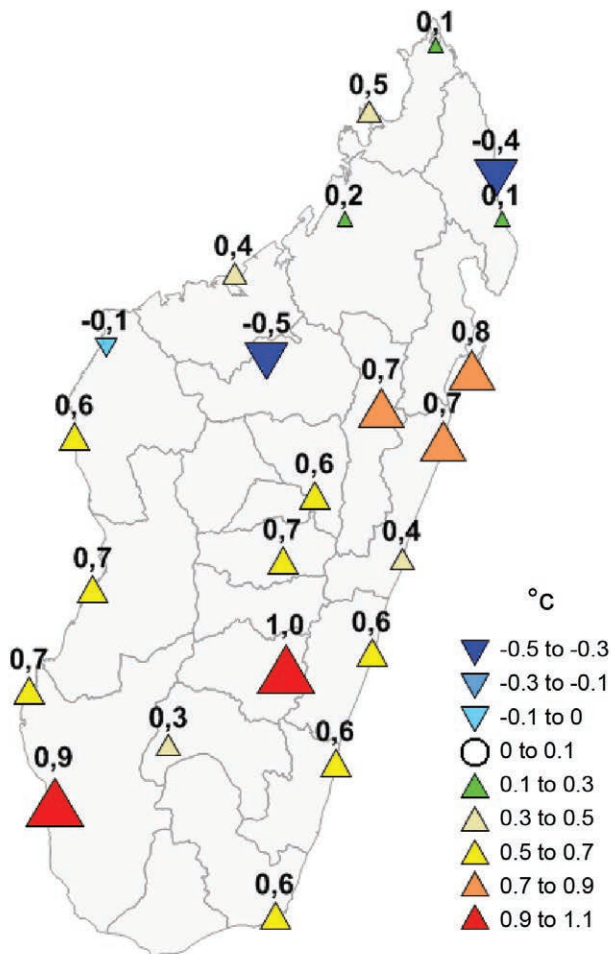 0,1
0,5
-0,4
0,2
0,1
0,4
-0,1
-0,5
0,8
0,7
0,6
0,7
0,6
0,7
0,4
0,7
1,0
0,6
0,7
0,3
0,6
0,9
0,6
°C
-0.5 to -0.3
-0.3 to -0.1
-0.1 to 0
0 to 0.1
0.1 to 0.3
0.3 to 0.5
0.5 to 0.7
0.7 to 0.9
0.9 to 1.1